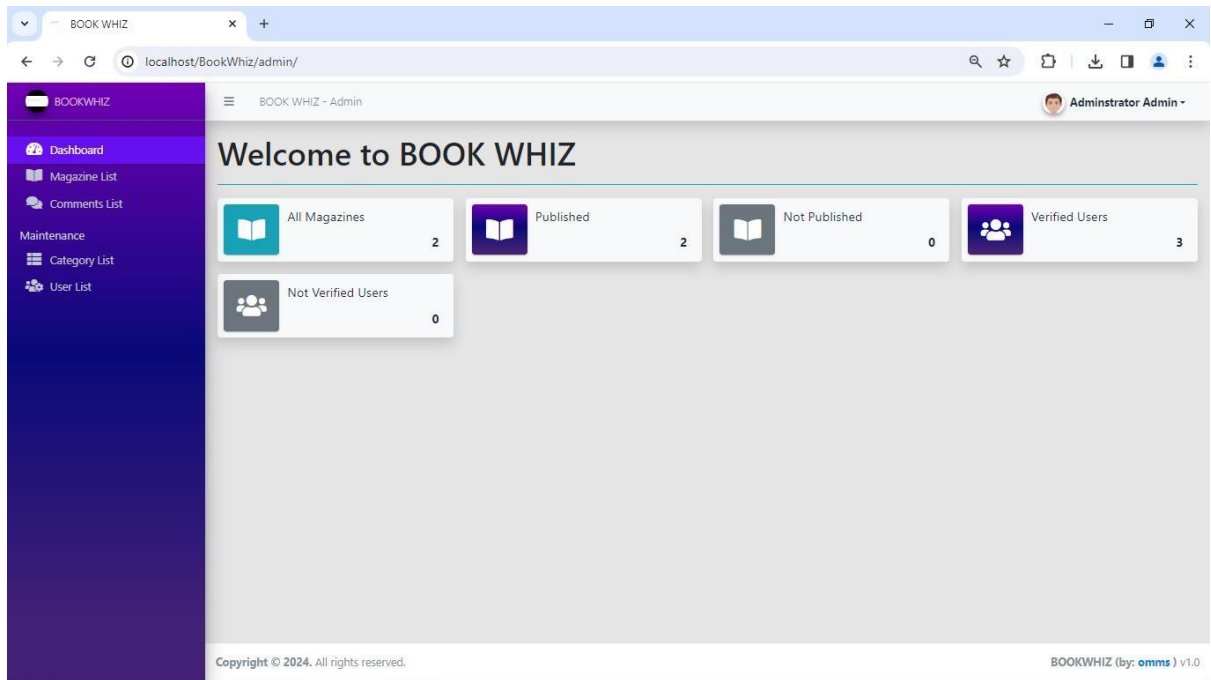 BOOK WHIZ
localhost/BookWhiz/admin/
BOOKWHIZ
BOOK WHIZ - Admin
Adminstrator Admin
Dashboard
Magazine List
Comments List
Maintenance
Category List
User List
Welcome to BOOK WHIZ
All Magazines
2
Published
2
Not Published
0
Verified Users
3
Not Verified Users
0
Copyright © 2024. All rights reserved.
BOOKWHIZ (by: omms ) v1.0